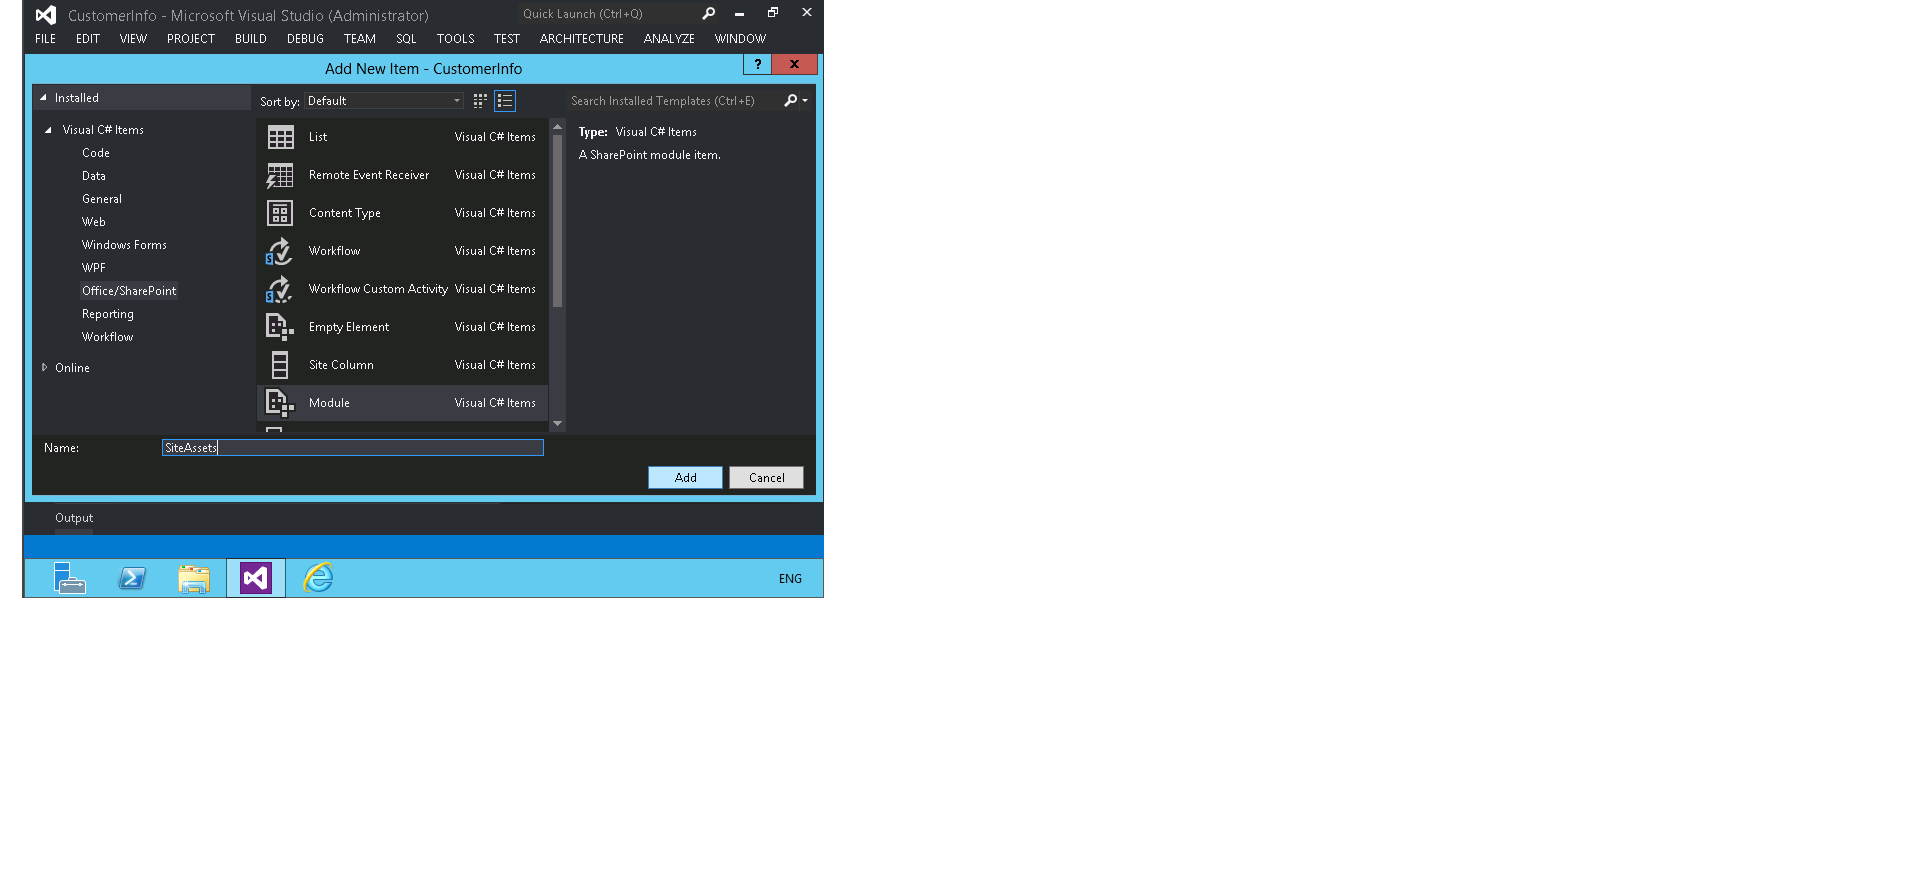 CustomerInfo - Microsoft Visual Studio (Administrator) Quick Launch (Ctrl+Q)
FILE EDIT VIEW PROJECT BUILD DEBUG TEAM SQL TOOLS TEST ARCHITECTURE ANALYZE WINDOW
Add New Item - CustomerInfo ? x
Installed
Sort by: Default
Search Installed Templates (Ctrl+E)
Visual C# Items
Code
Data
General
Web
Windows Forms
WPF
Office/SharePoint
Reporting
Workflow
Online
List Visual C# Items
Remote Event Receiver Visual C# Items
Content Type Visual C# Items
Workflow Visual C# Items
Workflow Custom Activity Visual C# Items
Empty Element Visual C# Items
Site Column Visual C# Items
Module Visual C# Items
Type: Visual C# Items
A SharePoint module item.
Name: SiteAssets
Add Cancel
Output
ENG